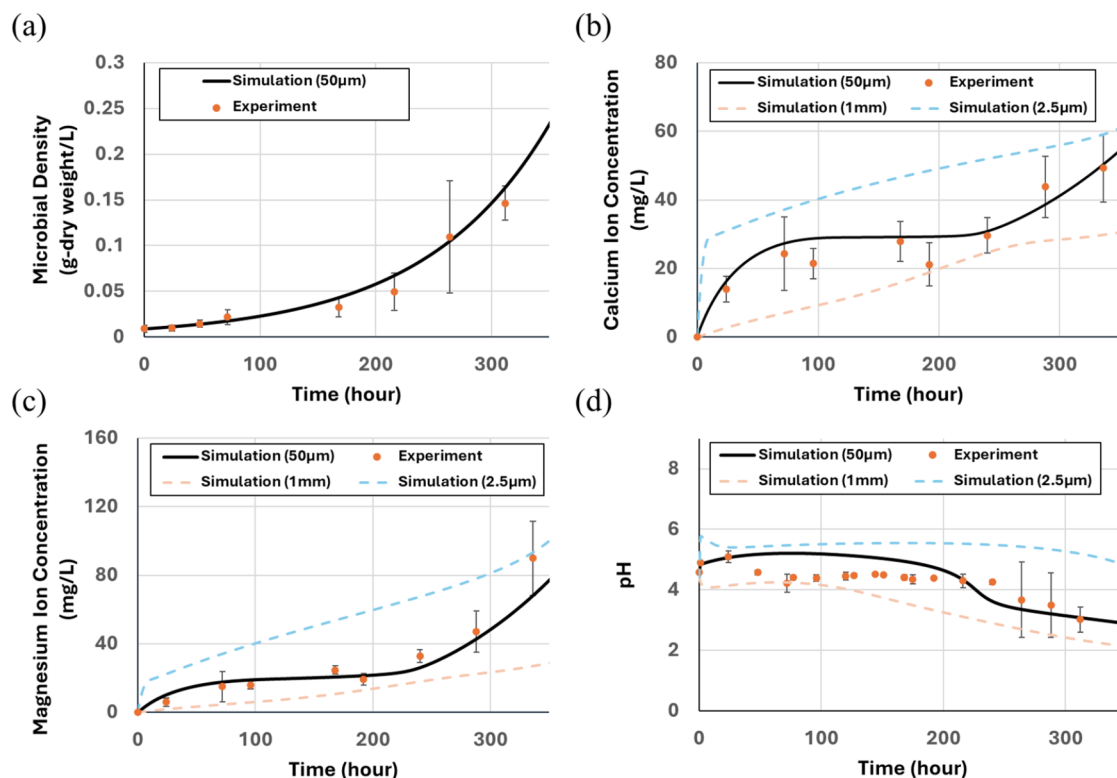 (a)
Microbial Density
(g-dry weight/L)
0.3
0.25
0.2
0.15
0.1
0.05
0
Simulation (50μm)
Experiment
0 100 200 300
Time (hour)
(b)
Calcium Ion Concentration
(mg/L)
80
60
40
20
0
Simulation (50μm) Experiment
Simulation (1mm) Simulation (2.5μm)
0 100 200 300
Time (hour)
(c)
Magnesium Ion Concentration
(mg/L)
160
120
80
40
0
Simulation (50μm) Experiment
Simulation (1mm) Simulation (2.5μm)
0 100 200 300
Time (hour)
(d)
pH
8
6
4
2
0
Simulation (50μm) Experiment
Simulation (1mm) Simulation (2.5μm)
0 100 200 300
Time (hour)